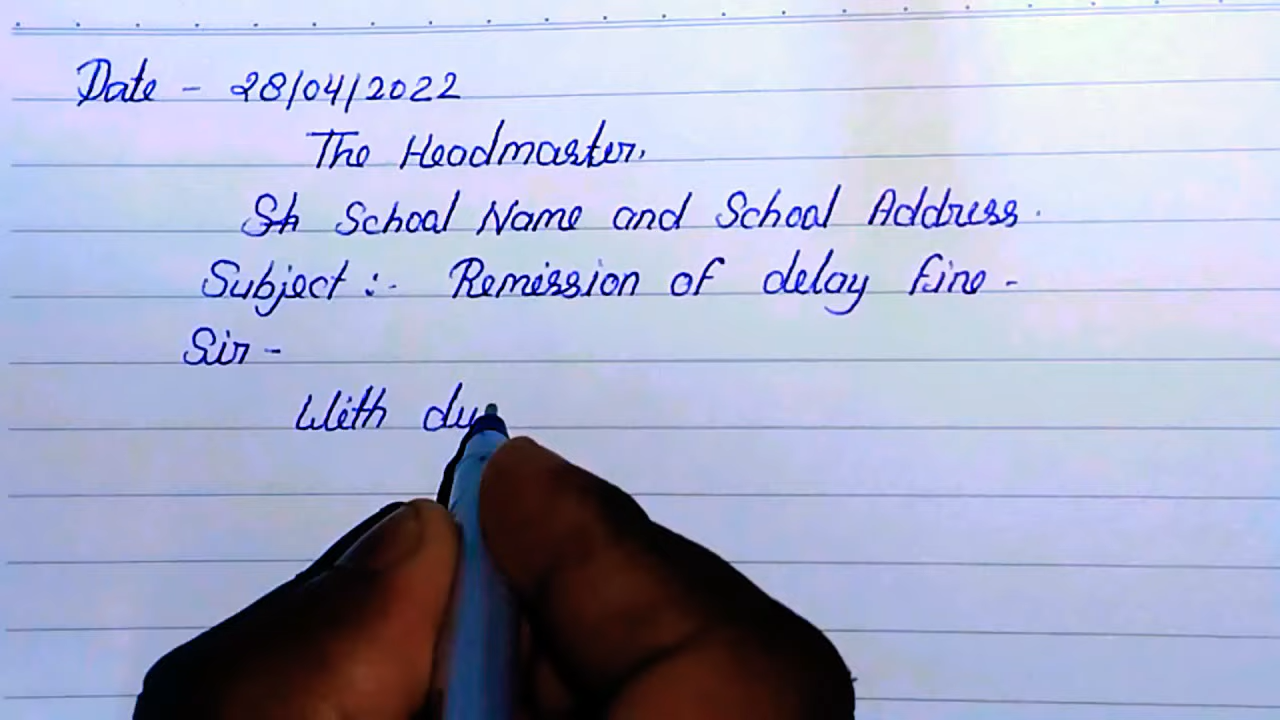 Date - 28/04/2022
The Headmaster,
Sh School Name and School Address.
Subject :- Remission of delay fine -
Sir -
With du